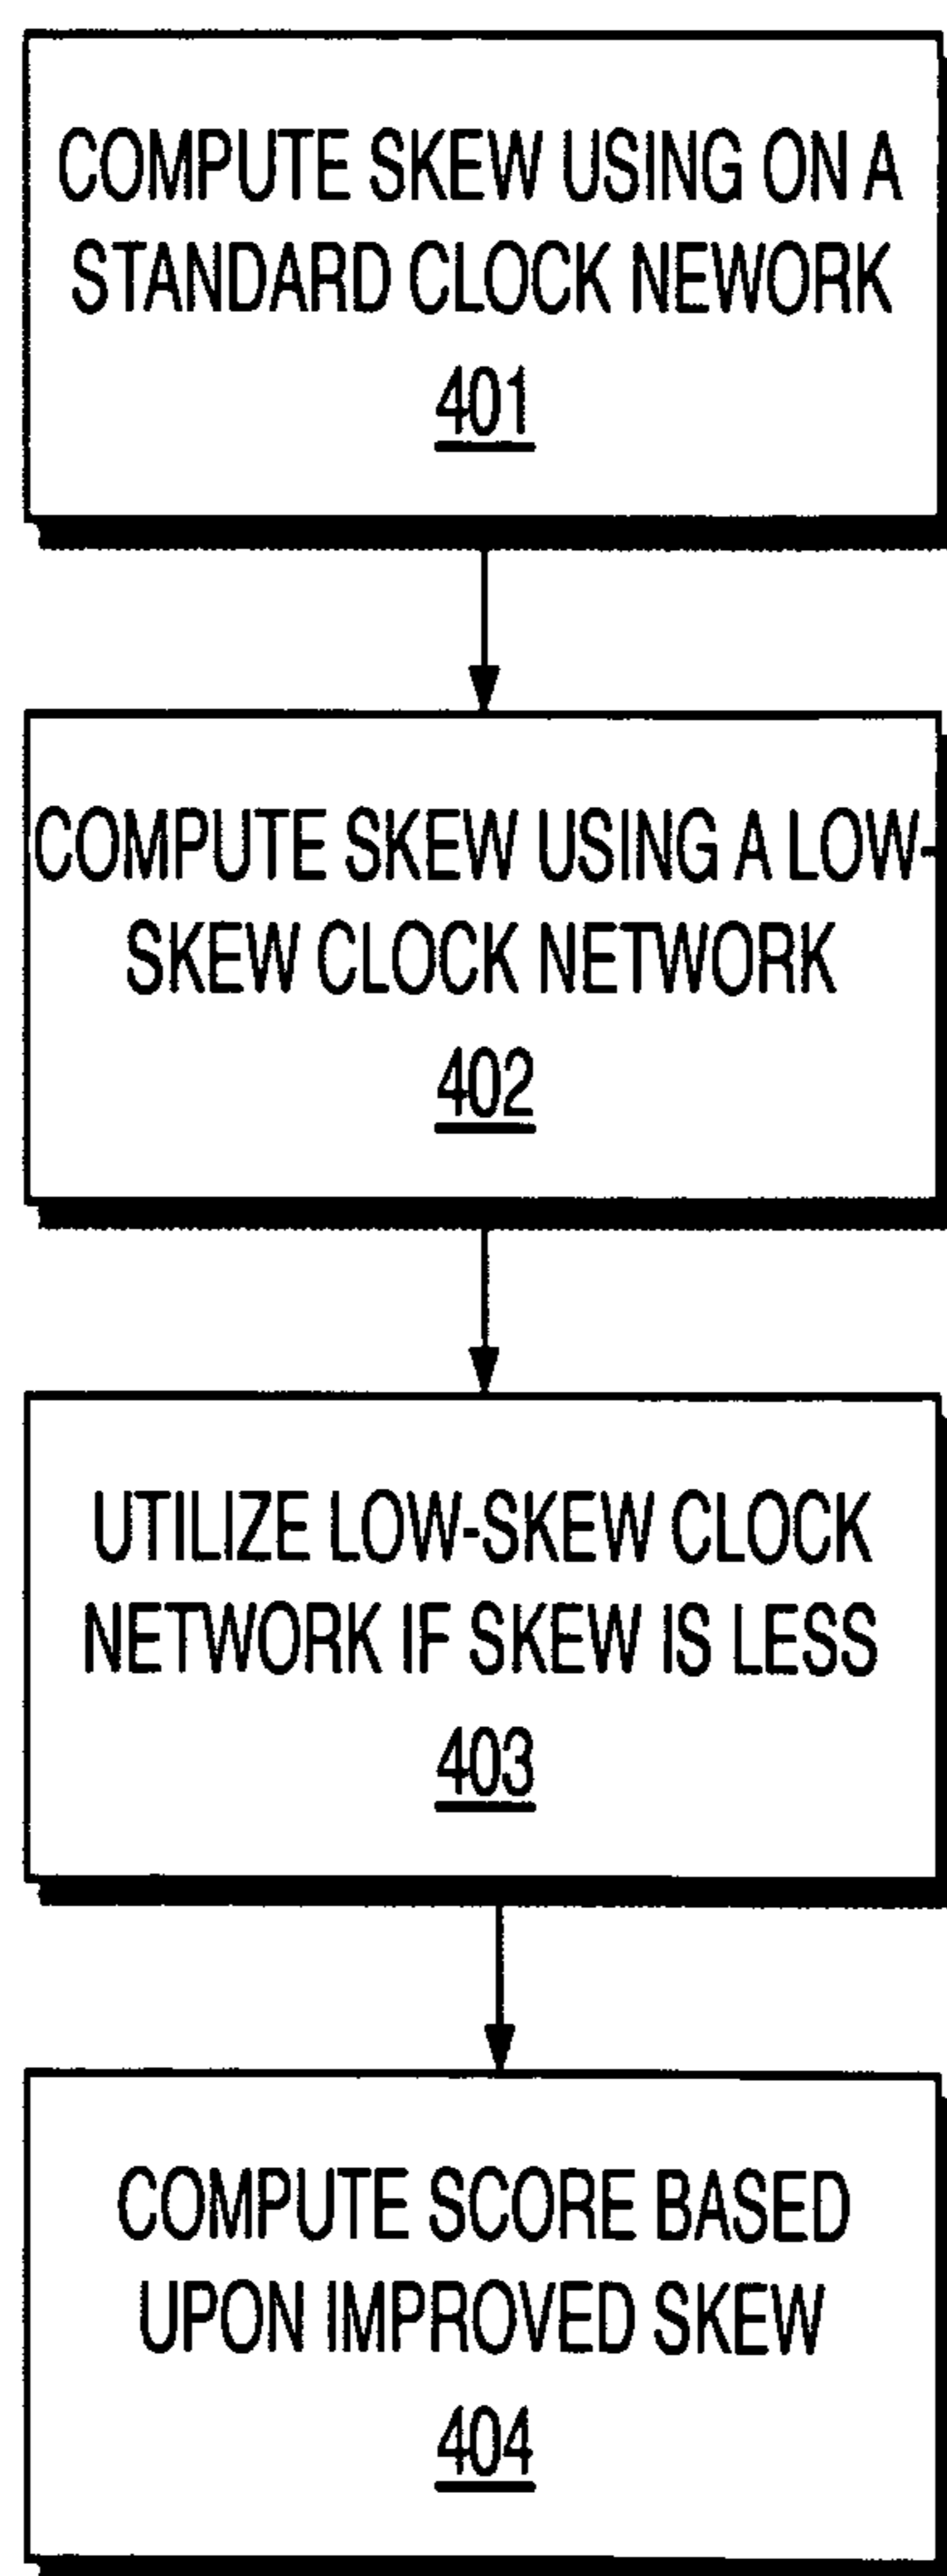 COMPUTE SKEW USING ON A
STANDARD CLOCK NEWORK
401
COMPUTE SKEW USING A LOW-
SKEW CLOCK NETWORK
402
UTILIZE LOW-SKEW CLOCK
NETWORK IF SKEW IS LESS
403
COMPUTE SCORE BASED
UPON IMPROVED SKEW
404